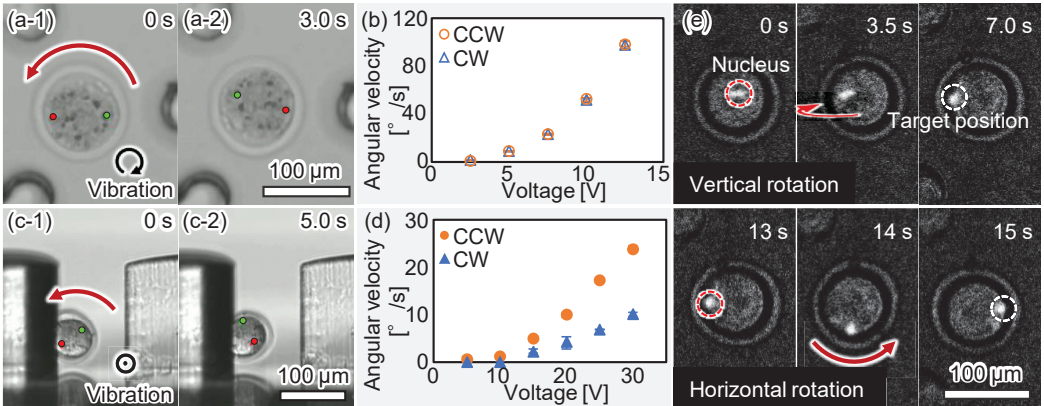 (a-1)
0 s
Vibration
(a-2)
3.0 s
100 μm
(b)
Angular velocity
[°/s]
120
80
40
0
CCW
CW
0
5
10
15
Voltage [V]
(c-1)
0 s
Vibration
(c-2)
5.0 s
100 μm
(d)
Angular velocity
[°/s]
30
20
10
0
CCW
CW
0
10
20
30
Voltage [V]
(e)
0 s
Nucleus
3.5 s
7.0 s
Target position
Vertical rotation
13 s
14 s
15 s
Horizontal rotation
100 μm